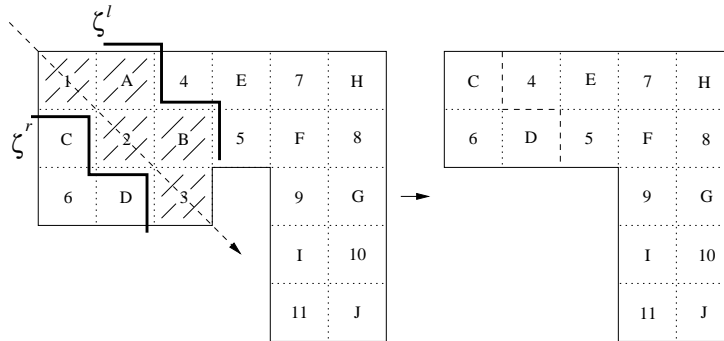 ζ^l
1 A 4 E 7 H C 4 E 7 H
ζ^r
C 2 B 5 F 8 6 D 5 F 8
6 D 3 9 G 9 G
I 10 I 10
11 J 11 J